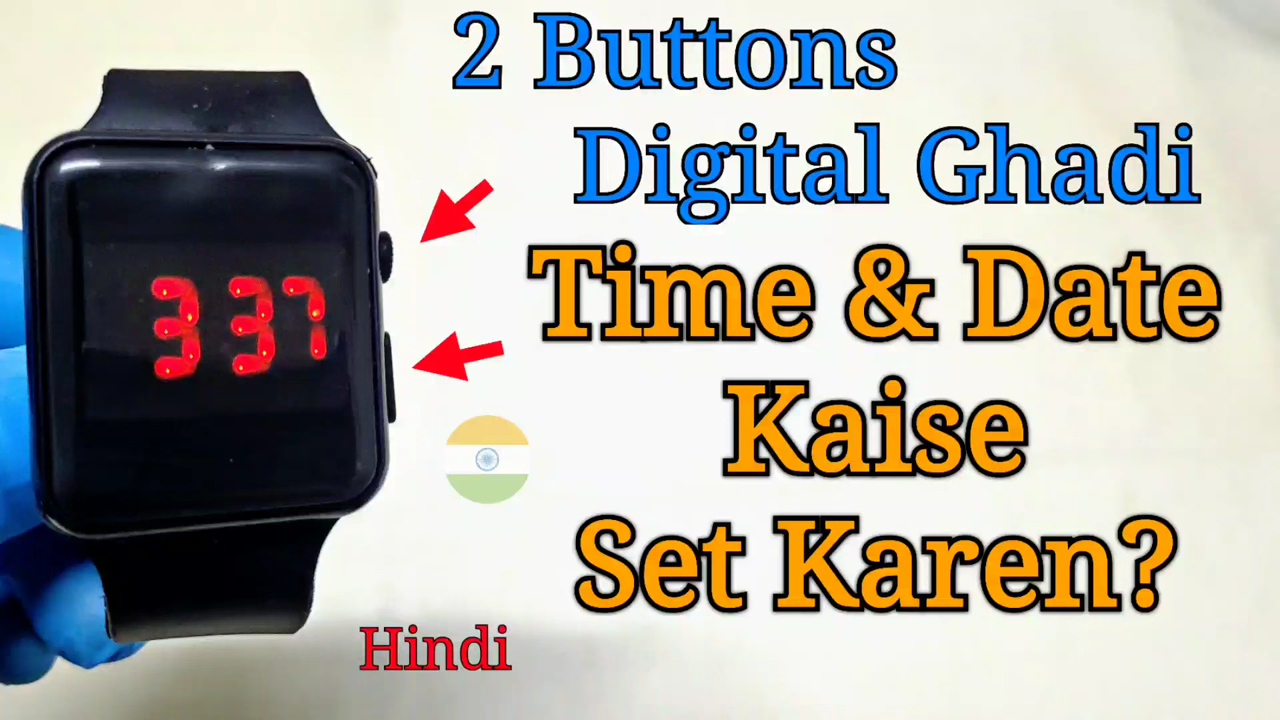 2 Buttons
Digital Ghadi
Time & Date
Kaise
Set Karen?
337
Hindi